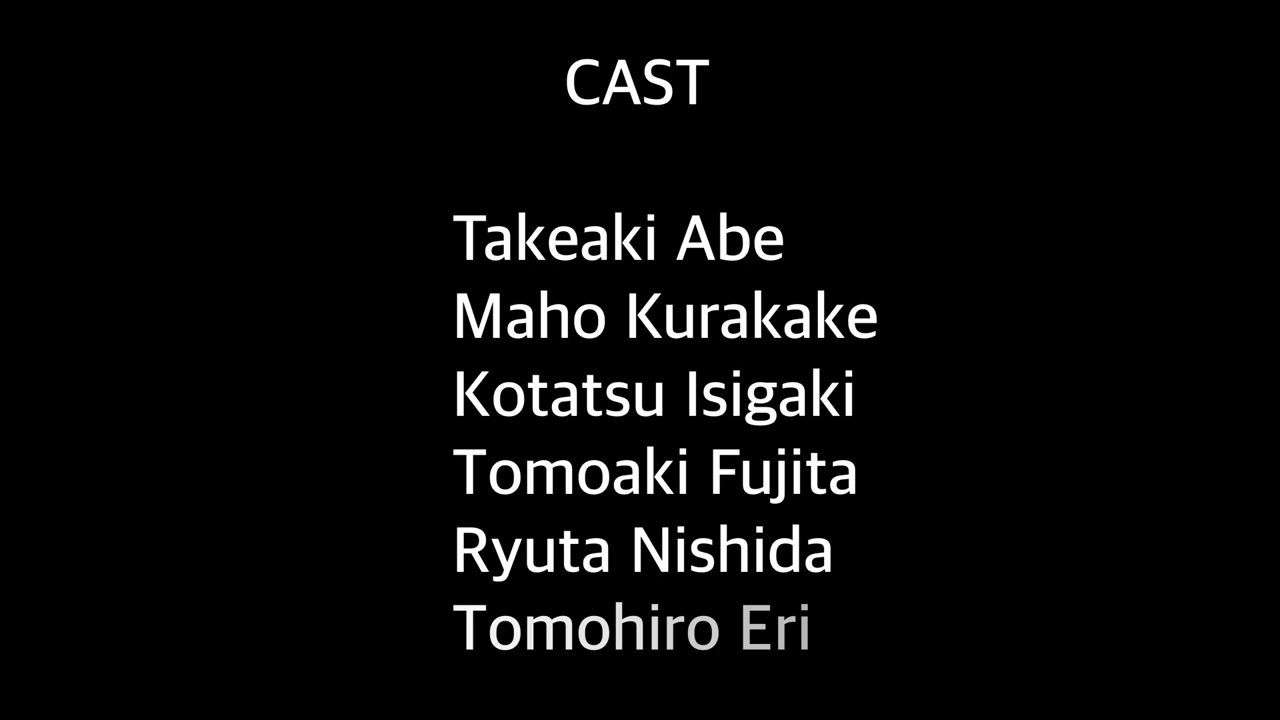 CAST
Takeaki Abe
Maho Kurakake
Kotatsu Isigaki
Tomoaki Fujita
Ryuta Nishida
Tomohiro Eri